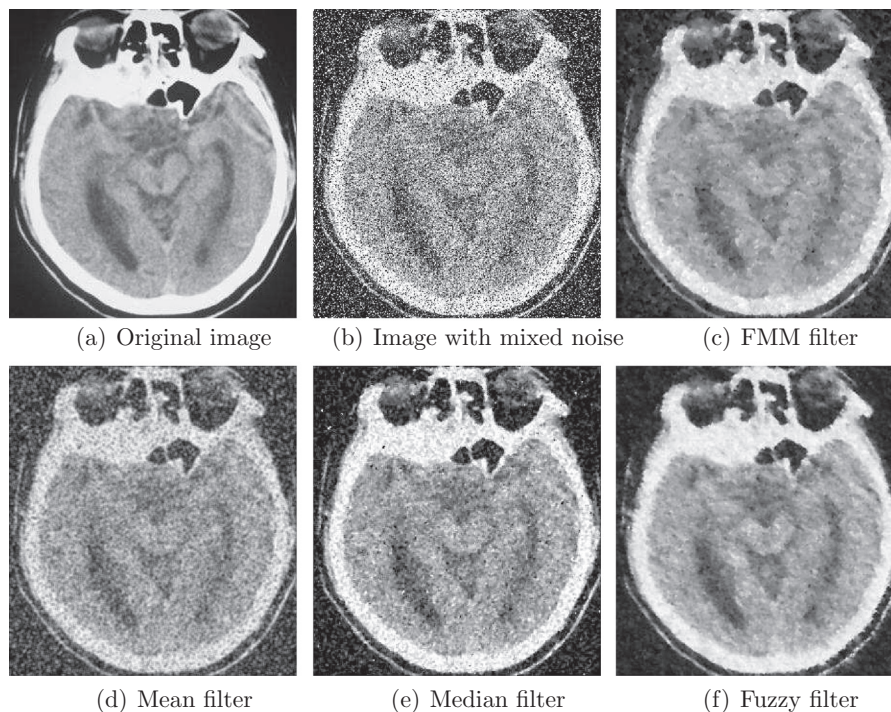 (a) Original image
(b) Image with mixed noise
(c) FMM filter
(d) Mean filter
(e) Median filter
(f) Fuzzy filter